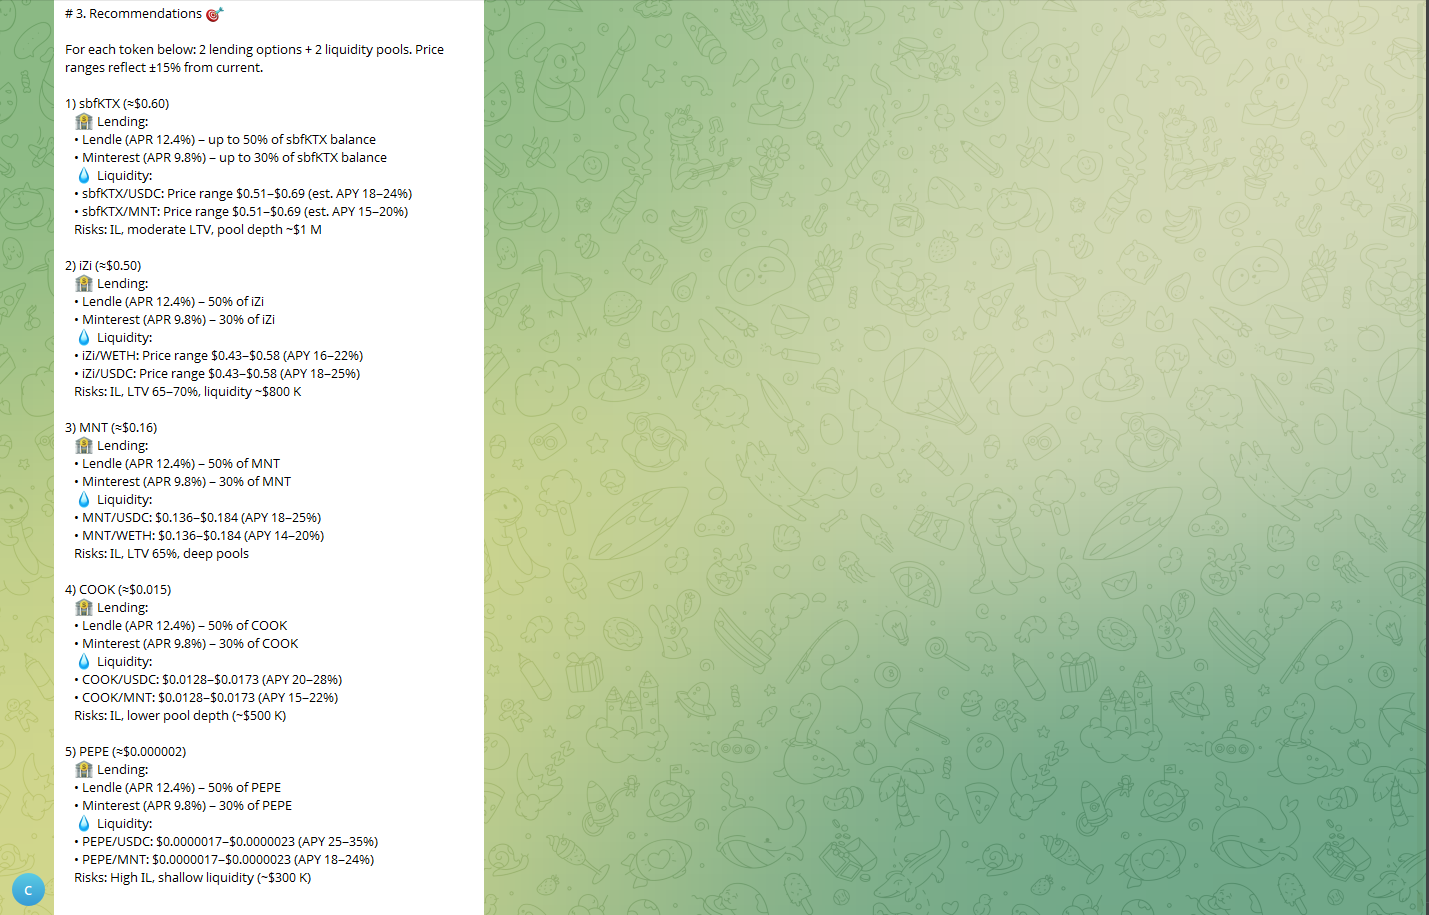 # 3. Recommendations 🎯
For each token below: 2 lending options + 2 liquidity pools. Price
ranges reflect ±15% from current.
1) sbfKTX (≈$0.60)
🏦 Lending:
• Lendle (APR 12.4%) – up to 50% of sbfKTX balance
• Minterest (APR 9.8%) – up to 30% of sbfKTX balance
💧 Liquidity:
• sbfKTX/USDC: Price range $0.51–$0.69 (est. APY 18–24%)
• sbfKTX/MNT: Price range $0.51–$0.69 (est. APY 15–20%)
Risks: IL, moderate LTV, pool depth ~$1 M
2) iZi (≈$0.50)
🏦 Lending:
• Lendle (APR 12.4%) – 50% of iZi
• Minterest (APR 9.8%) – 30% of iZi
💧 Liquidity:
• iZi/WETH: Price range $0.43–$0.58 (APY 16–22%)
• iZi/USDC: Price range $0.43–$0.58 (APY 18–25%)
Risks: IL, LTV 65–70%, liquidity ~$800 K
3) MNT (≈$0.16)
🏦 Lending:
• Lendle (APR 12.4%) – 50% of MNT
• Minterest (APR 9.8%) – 30% of MNT
💧 Liquidity:
• MNT/USDC: $0.136–$0.184 (APY 18–25%)
• MNT/WETH: $0.136–$0.184 (APY 14–20%)
Risks: IL, LTV 65%, deep pools
4) COOK (≈$0.015)
🏦 Lending:
• Lendle (APR 12.4%) – 50% of COOK
• Minterest (APR 9.8%) – 30% of COOK
💧 Liquidity:
• COOK/USDC: $0.0128–$0.0173 (APY 20–28%)
• COOK/MNT: $0.0128–$0.0173 (APY 15–22%)
Risks: IL, lower pool depth (~$500 K)
5) PEPE (≈$0.000002)
🏦 Lending:
• Lendle (APR 12.4%) – 50% of PEPE
• Minterest (APR 9.8%) – 30% of PEPE
💧 Liquidity:
• PEPE/USDC: $0.0000017–$0.0000023 (APY 25–35%)
• PEPE/MNT: $0.0000017–$0.0000023 (APY 18–24%)
Risks: High IL, shallow liquidity (~$300 K)
C